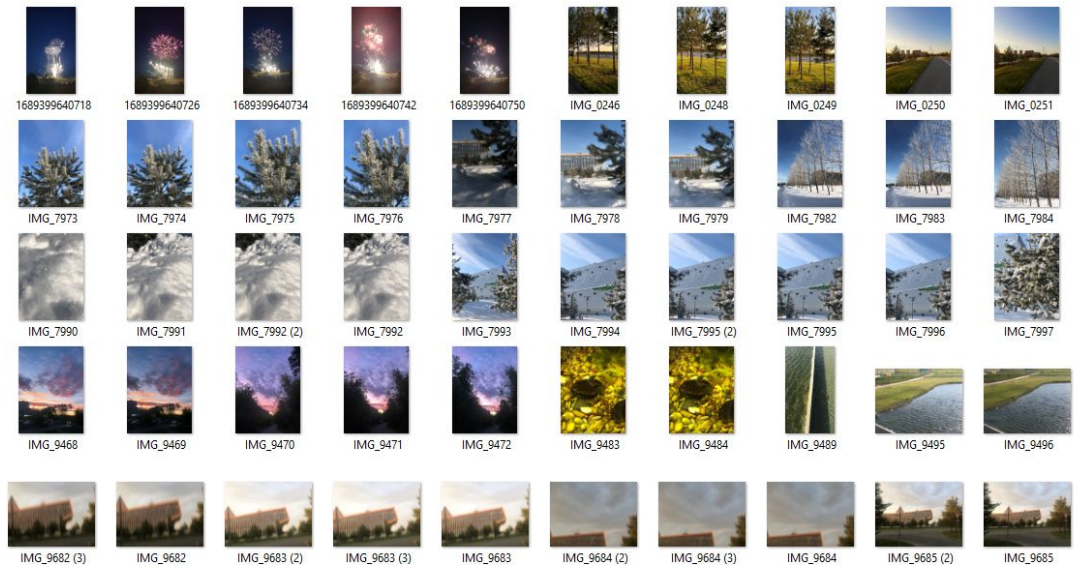 1689399640718 1689399640726 1689399640734 1689399640742 1689399640750 IMG_0246 IMG_0248 IMG_0249 IMG_0250 IMG_0251
IMG_7973 IMG_7974 IMG_7975 IMG_7976 IMG_7977 IMG_7978 IMG_7979 IMG_7982 IMG_7983 IMG_7984
IMG_7990 IMG_7991 IMG_7992 (2) IMG_7992 IMG_7993 IMG_7994 IMG_7995 (2) IMG_7995 IMG_7996 IMG_7997
IMG_9468 IMG_9469 IMG_9470 IMG_9471 IMG_9472 IMG_9483 IMG_9484 IMG_9489 IMG_9495 IMG_9496
IMG_9682 (3) IMG_9682 IMG_9683 (2) IMG_9683 (3) IMG_9683 IMG_9684 (2) IMG_9684 (3) IMG_9684 IMG_9685 (2) IMG_9685